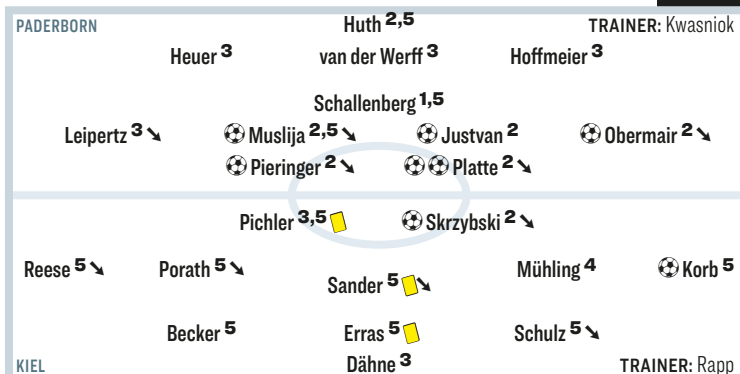 PADERBORN Huth 2,5 TRAINER: Kwasniok
Heuer 3 van der Werff 3 Hoffmeier 3
Schallenberg 1,5
Leipertz 3 Muslija 2,5 Justvan 2 Obermair 2
Pieringer 2 Platte 2
Pichler 3,5 Skrzybski 2
Reese 5 Porath 5 Sander 5 Mühling 4 Korb 5
Becker 5 Erras 5 Schulz 5
KIEL Dähne 3 TRAINER: Rapp